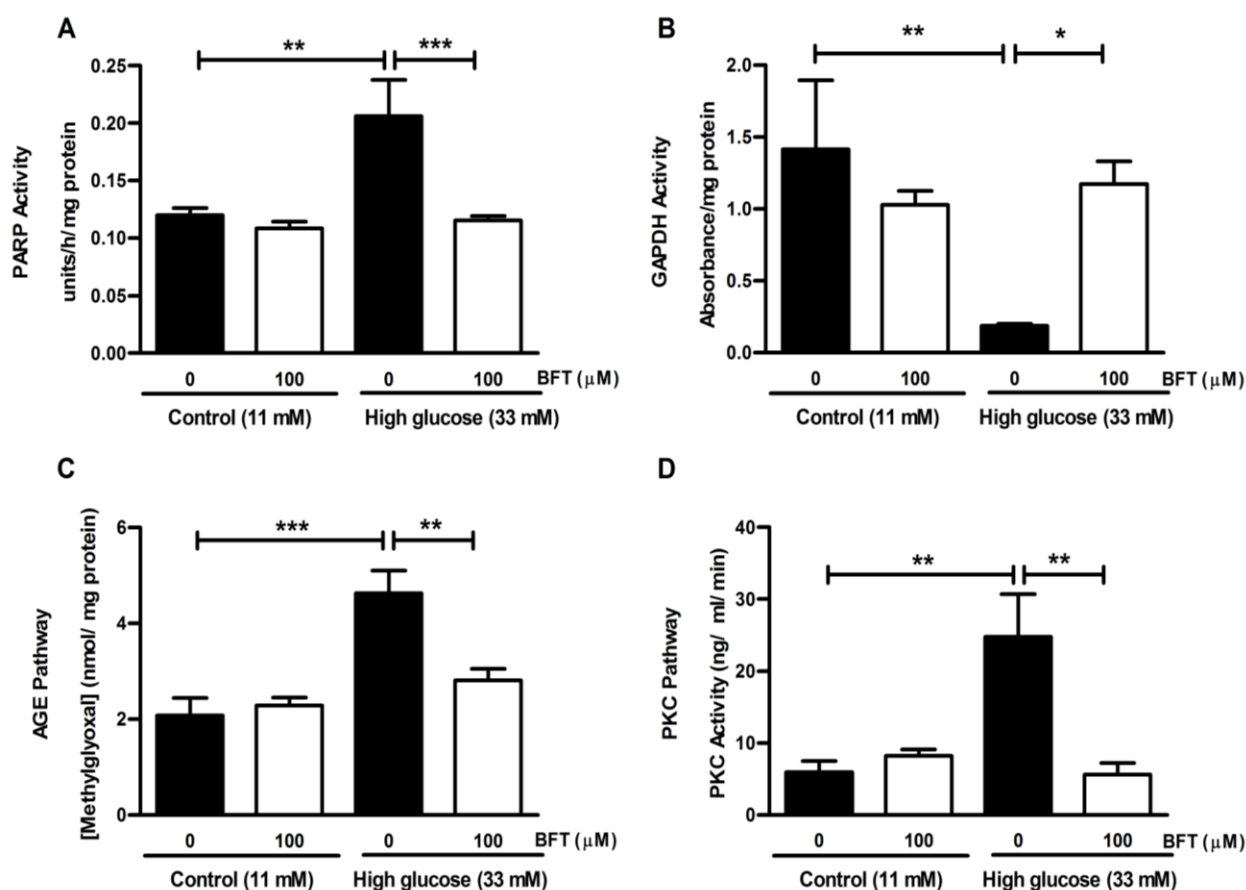 A
** ***
PARP Activity
units/h/mg protein
0.25
0.20
0.15
0.10
0.05
0.00
0 100 0 100 BFT (μM)
Control (11 mM) High glucose (33 mM)
B
** *
GAPDH Activity
Absorbance/mg protein
2.0
1.5
1.0
0.5
0.0
0 100 0 100 BFT (μM)
Control (11 mM) High glucose (33 mM)
C
*** **
AGE Pathway
[Methylglyoxal] (nmol/ mg protein)
6
4
2
0
0 100 0 100 BFT (μM)
Control (11 mM) High glucose (33 mM)
D
** **
PKC Pathway
PKC Activity (ng/ ml/ min)
40
30
20
10
0
0 100 0 100 BFT (μM)
Control (11 mM) High glucose (33 mM)